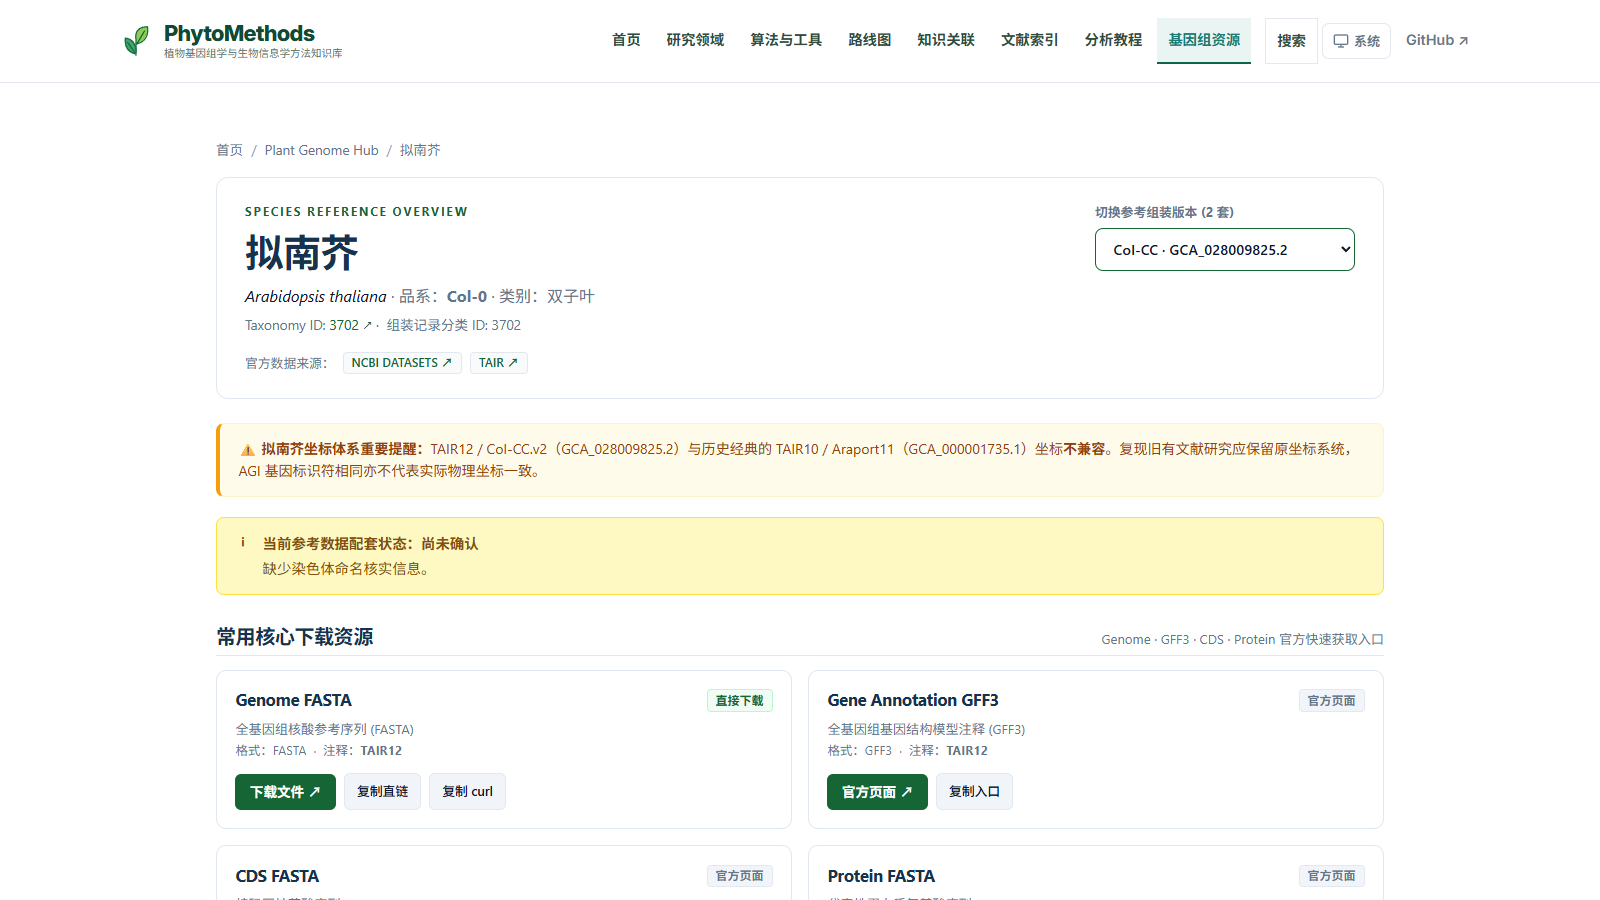 PhytoMethods
植物基因组学与生物信息学方法知识库
首页 研究领域 算法与工具 路线图 知识关联 文献索引 分析教程 基因组资源 搜索 系统 GitHub ↗
首页 / Plant Genome Hub / 拟南芥
SPECIES REFERENCE OVERVIEW
拟南芥
Arabidopsis thaliana · 品系：Col-0 · 类别：双子叶
Taxonomy ID: 3702 ↗ · 组装记录分类 ID: 3702
官方数据来源： NCBI DATASETS ↗ TAIR ↗
切换参考组装版本 (2 套)
Col-CC · GCA_028009825.2
⚠️ 拟南芥坐标体系重要提醒：TAIR12 / Col-CC.v2（GCA_028009825.2）与历史经典的 TAIR10 / Araport11（GCA_000001735.1）坐标不兼容。复现旧有文献研究应保留原坐标系统，
AGI 基因标识符相同亦不代表实际物理坐标一致。
i 当前参考数据配套状态：尚未确认
缺少染色体命名核实信息。
常用核心下载资源
Genome · GFF3 · CDS · Protein 官方快速获取入口
Genome FASTA 直接下载
全基因组核酸参考序列 (FASTA)
格式：FASTA · 注释：TAIR12
下载文件 ↗ 复制直链 复制 curl
Gene Annotation GFF3 官方页面
全基因组基因结构模型注释 (GFF3)
格式：GFF3 · 注释：TAIR12
官方页面 ↗ 复制入口
CDS FASTA 官方页面
Protein FASTA 官方页面